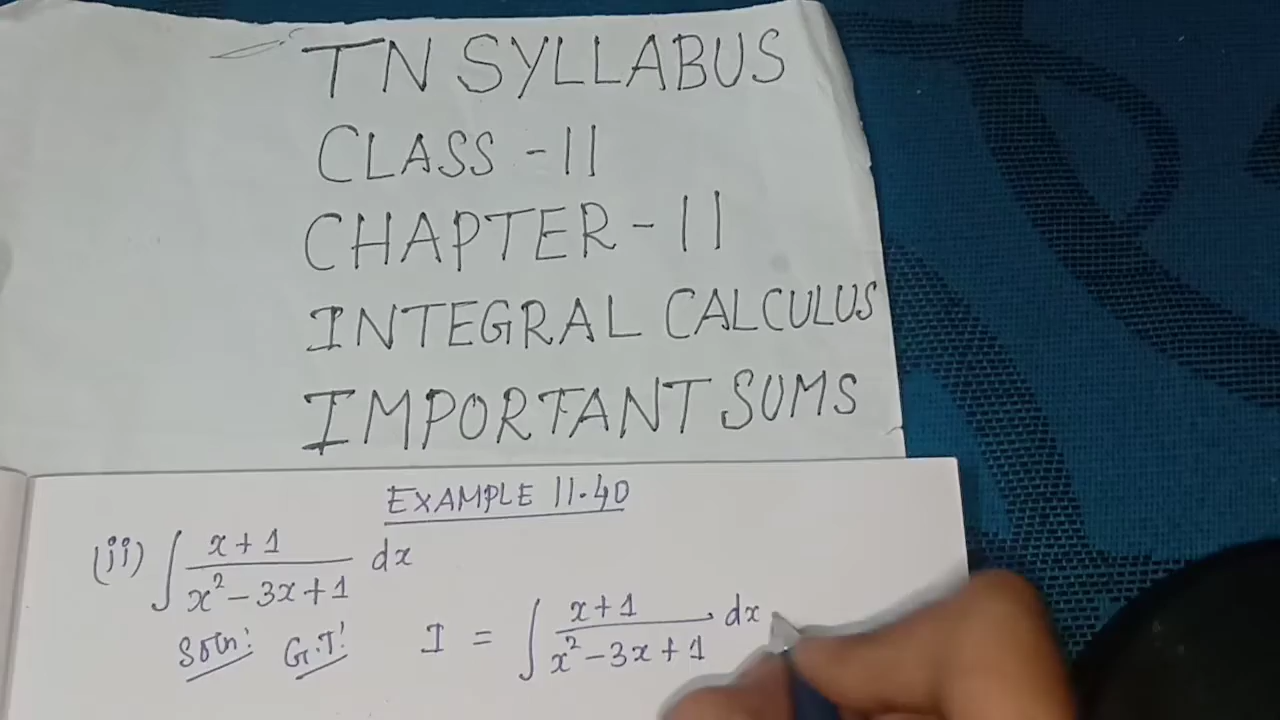 TN SYLLABUS
CLASS - 11
CHAPTER - 11
INTEGRAL CALCULUS
IMPORTANT SUMS
EXAMPLE 11.40
(ii) ∫ x+1 / x² - 3x + 1 dx
Soln: G.T! I = ∫ x+1 / x² - 3x + 1 dx